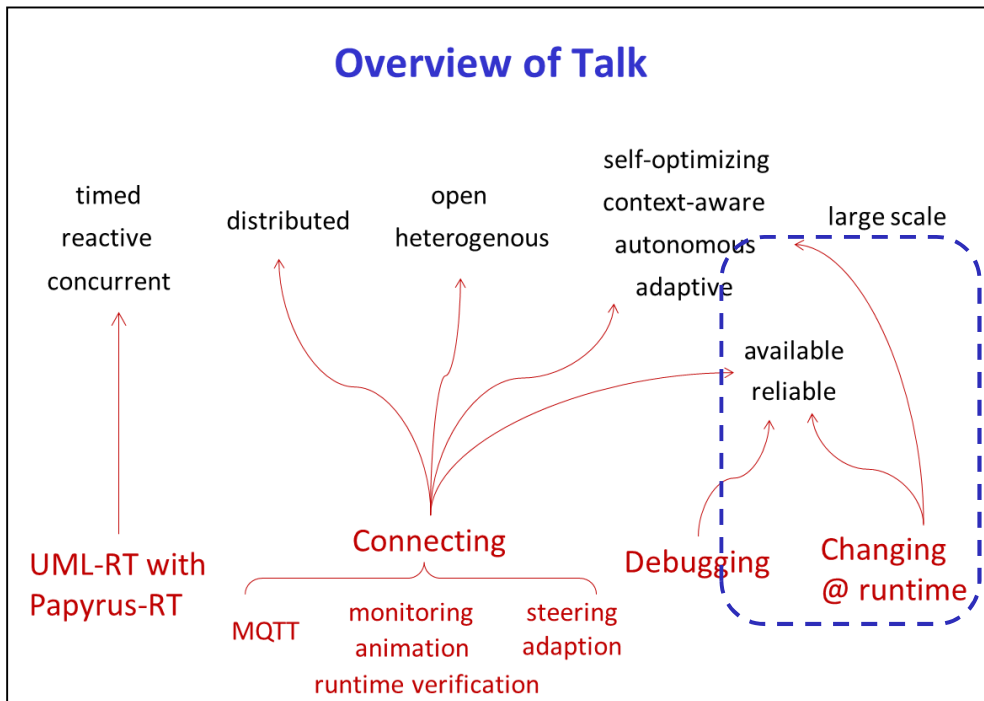 Overview of Talk
timed
reactive
concurrent
distributed
open
heterogenous
self-optimizing
context-aware
autonomous
adaptive
large scale
available
reliable
UML-RT with
Papyrus-RT
Connecting
MQTT
monitoring
animation
runtime verification
steering
adaption
Debugging
Changing
@ runtime